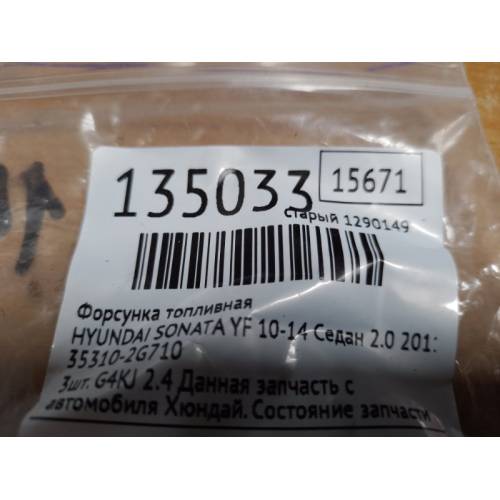 135033 15671
старый 1290149
Форсунка топливная
HYUNDAI SONATA YF 10-14 Седан 2.0 201:
35310-2G710
3шт. G4KJ 2.4 Данная запчасть с
автомобиля Хюндай. Состояние запчасти